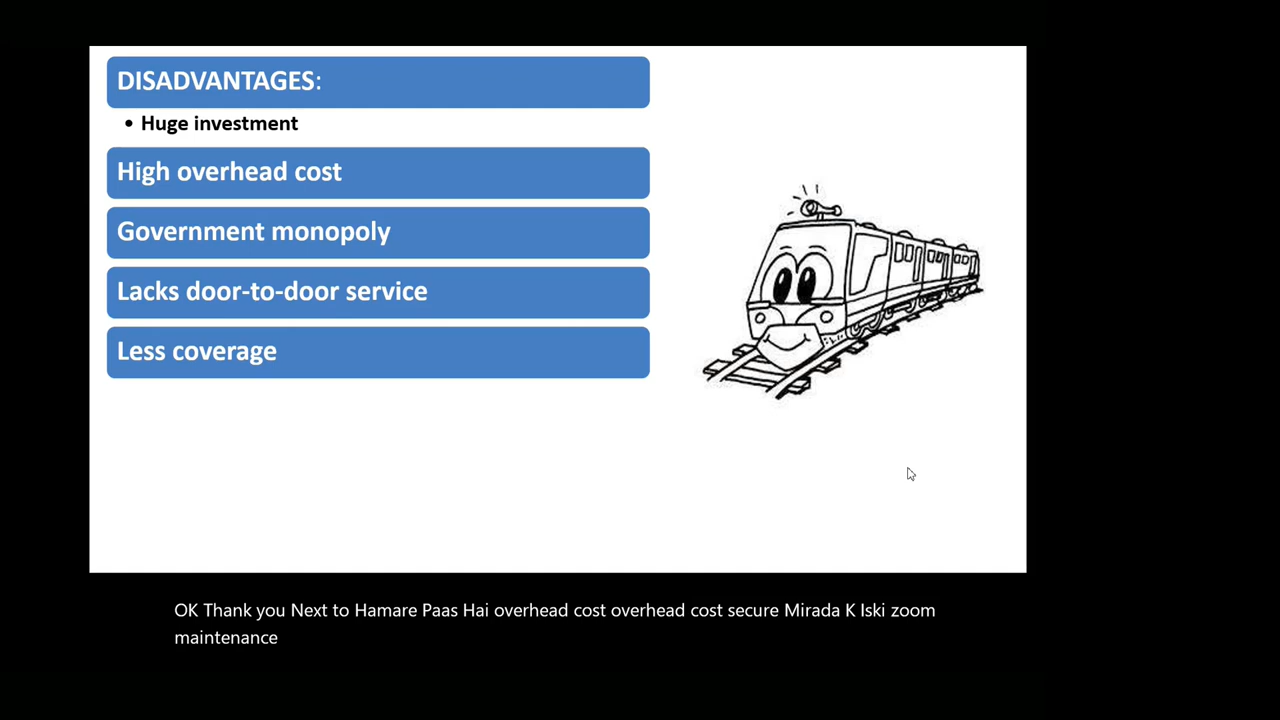 DISADVANTAGES:
• Huge investment
High overhead cost
Government monopoly
Lacks door-to-door service
Less coverage
OK Thank you Next to Hamare Paas Hai overhead cost overhead cost secure Mirada K Iski zoom
maintenance